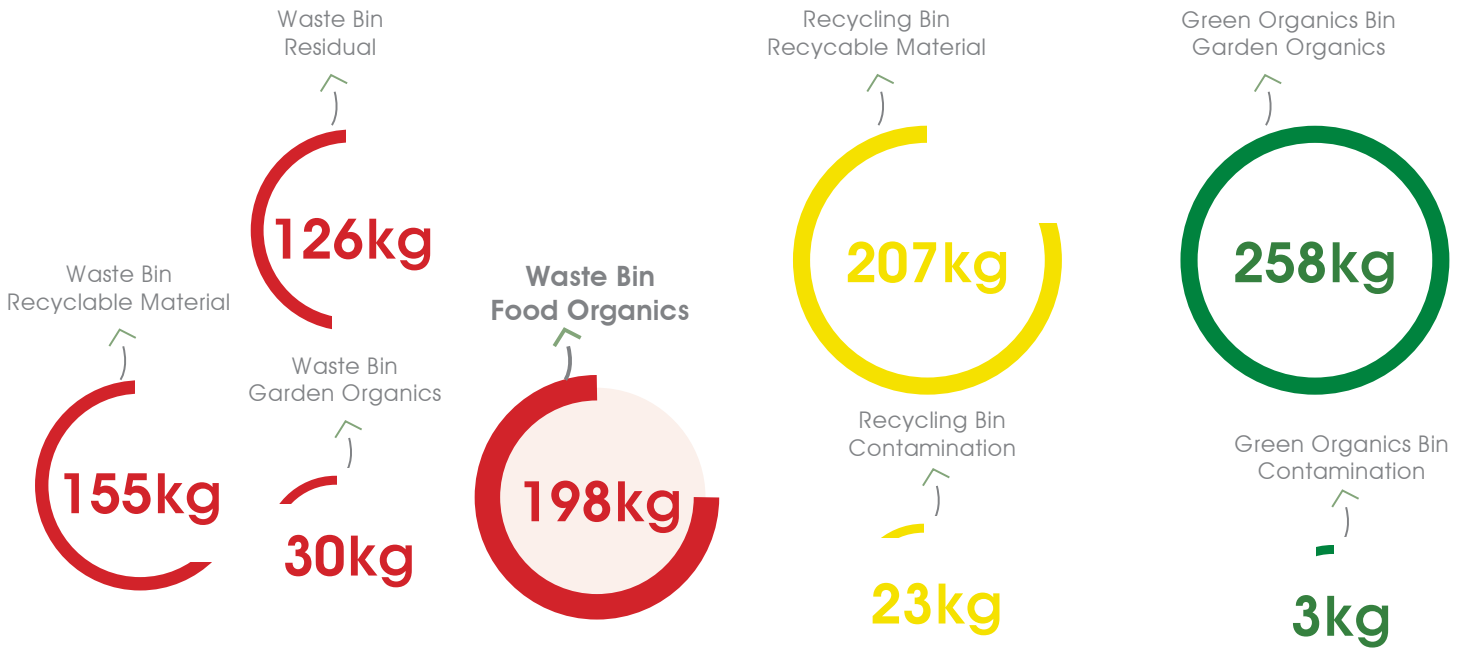 Waste Bin
Residual
126kg
Waste Bin
Recyclable Material
155kg
Waste Bin
Garden Organics
30kg
Waste Bin
Food Organics
198kg
Recycling Bin
Recycable Material
207kg
Recycling Bin
Contamination
23kg
Green Organics Bin
Garden Organics
258kg
Green Organics Bin
Contamination
3kg